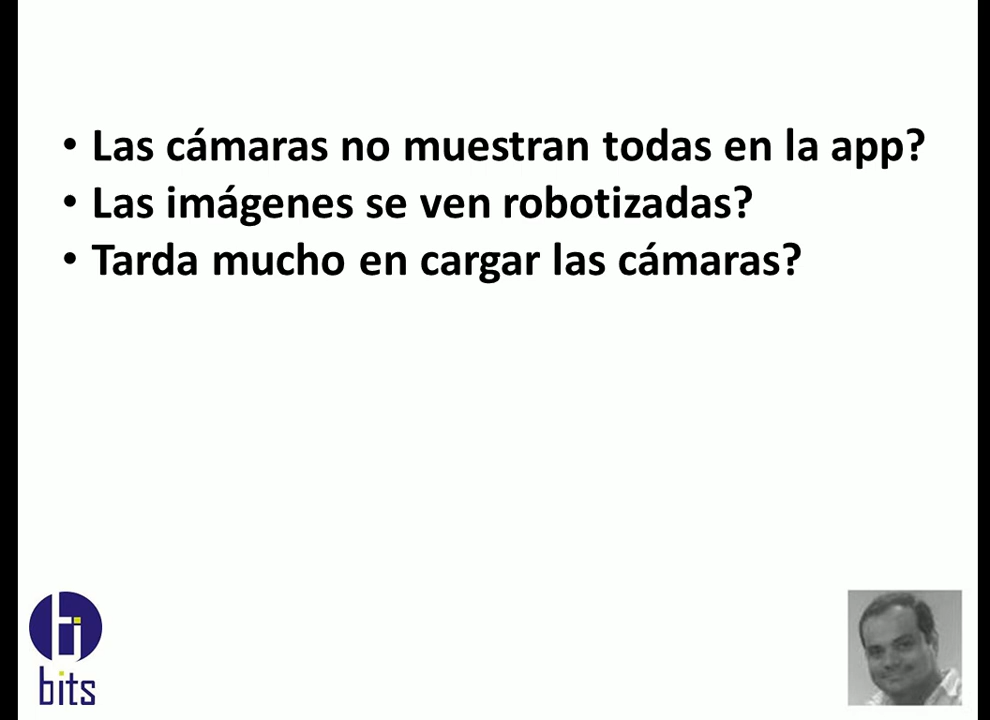 • Las cámaras no muestran todas en la app?
• Las imágenes se ven robotizadas?
• Tarda mucho en cargar las cámaras?
bits